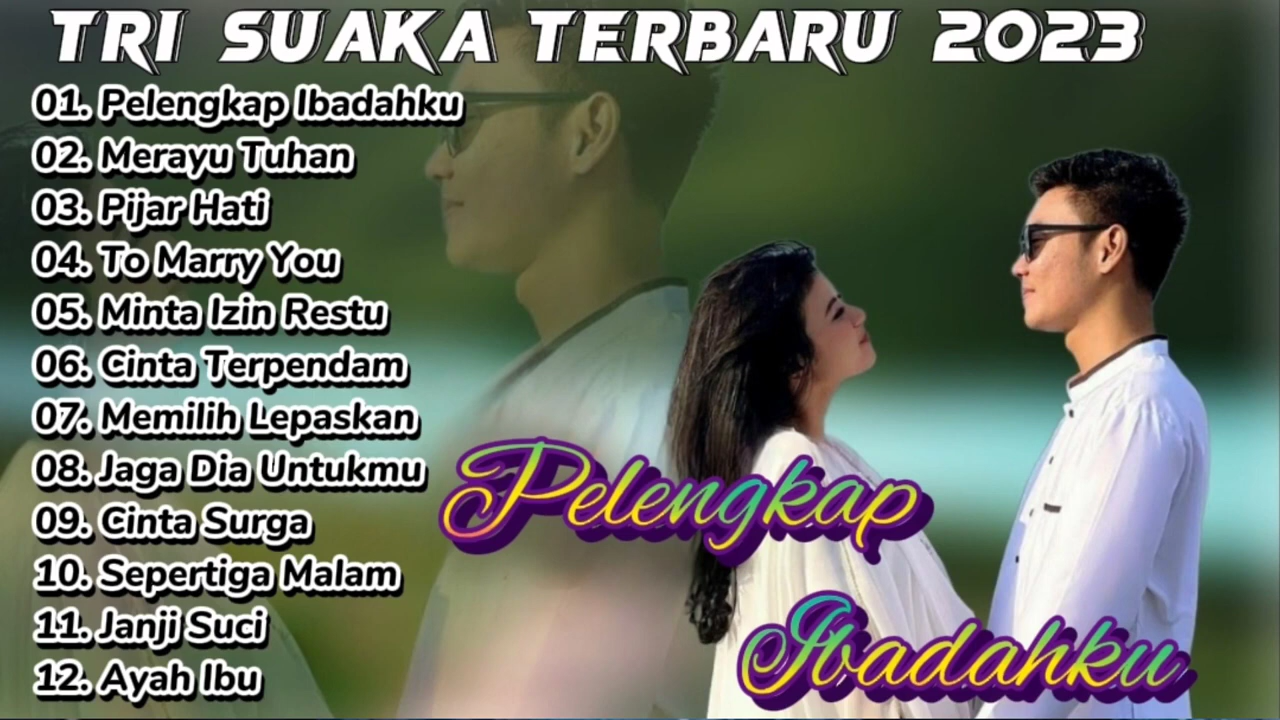 TRI SUAKA TERBARU 2023
01. Pelengkap Ibadahku
02. Merayu Tuhan
03. Pijar Hati
04. To Marry You
05. Minta Izin Restu
06. Cinta Terpendam
07. Memilih Lepaskan
08. Jaga Dia Untukmu
09. Cinta Surga
10. Sepertiga Malam
11. Janji Suci
12. Ayah Ibu
Pelengkap
Ibadahku